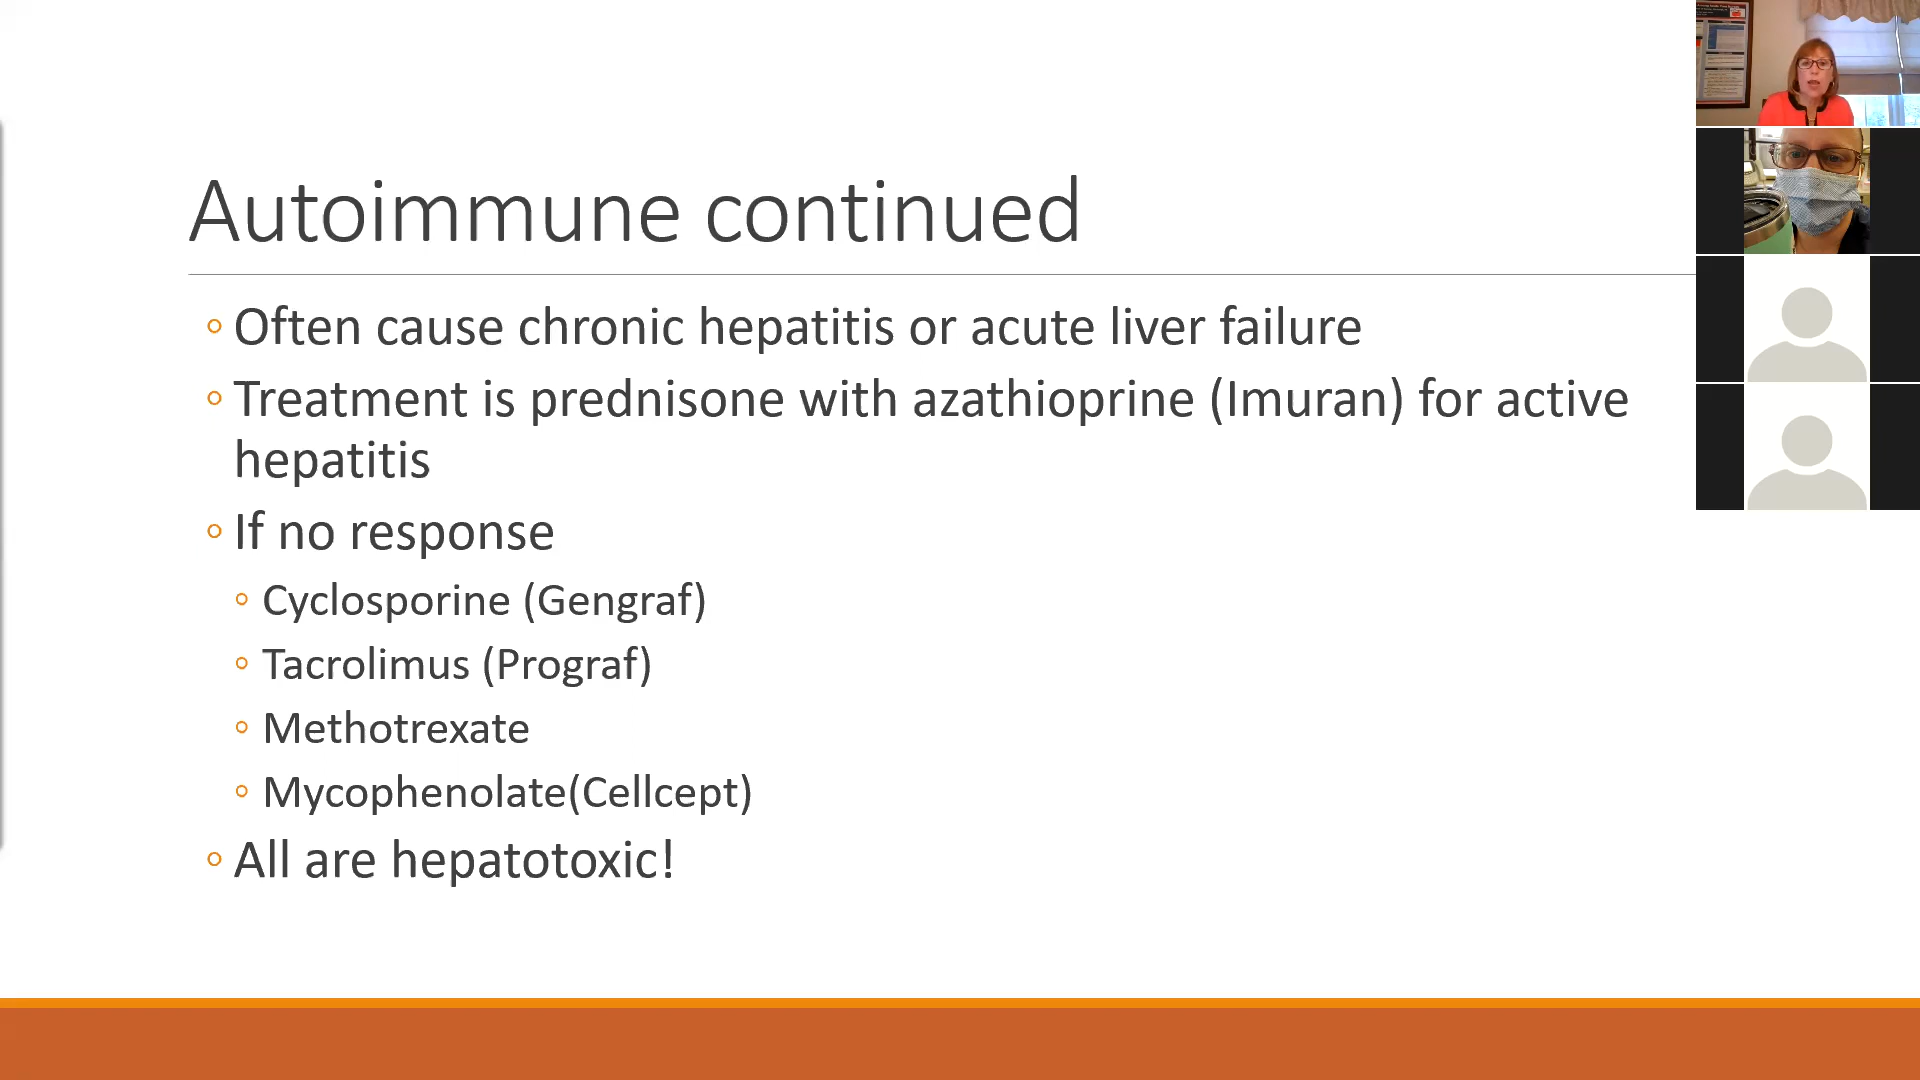 Autoimmune continued
Often cause chronic hepatitis or acute liver failure
Treatment is prednisone with azathioprine (Imuran) for active
hepatitis
If no response
Cyclosporine (Gengraf)
Tacrolimus (Prograf)
Methotrexate
Mycophenolate(Cellcept)
All are hepatotoxic!